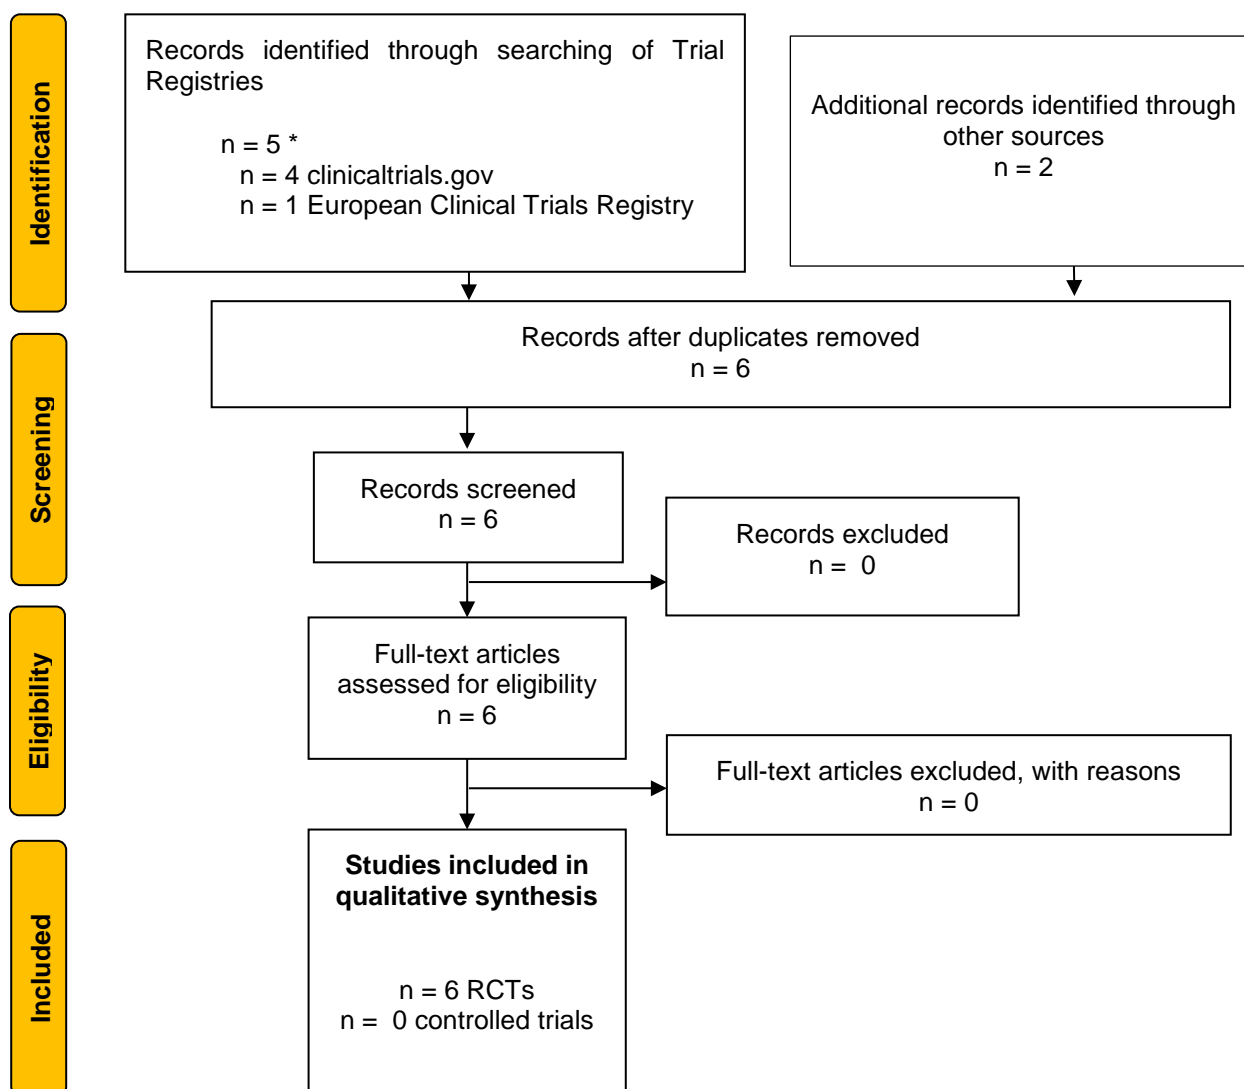 Identification
Records identified through searching of Trial
Registries
n = 5 *
n = 4 clinicaltrials.gov
n = 1 European Clinical Trials Registry
Additional records identified through
other sources
n = 2
Records after duplicates removed
n = 6
Screening
Records screened
n = 6
Records excluded
n = 0
Eligibility
Full-text articles
assessed for eligibility
n = 6
Full-text articles excluded, with reasons
n = 0
Included
Studies included in
qualitative synthesis
n = 6 RCTs
n = 0 controlled trials